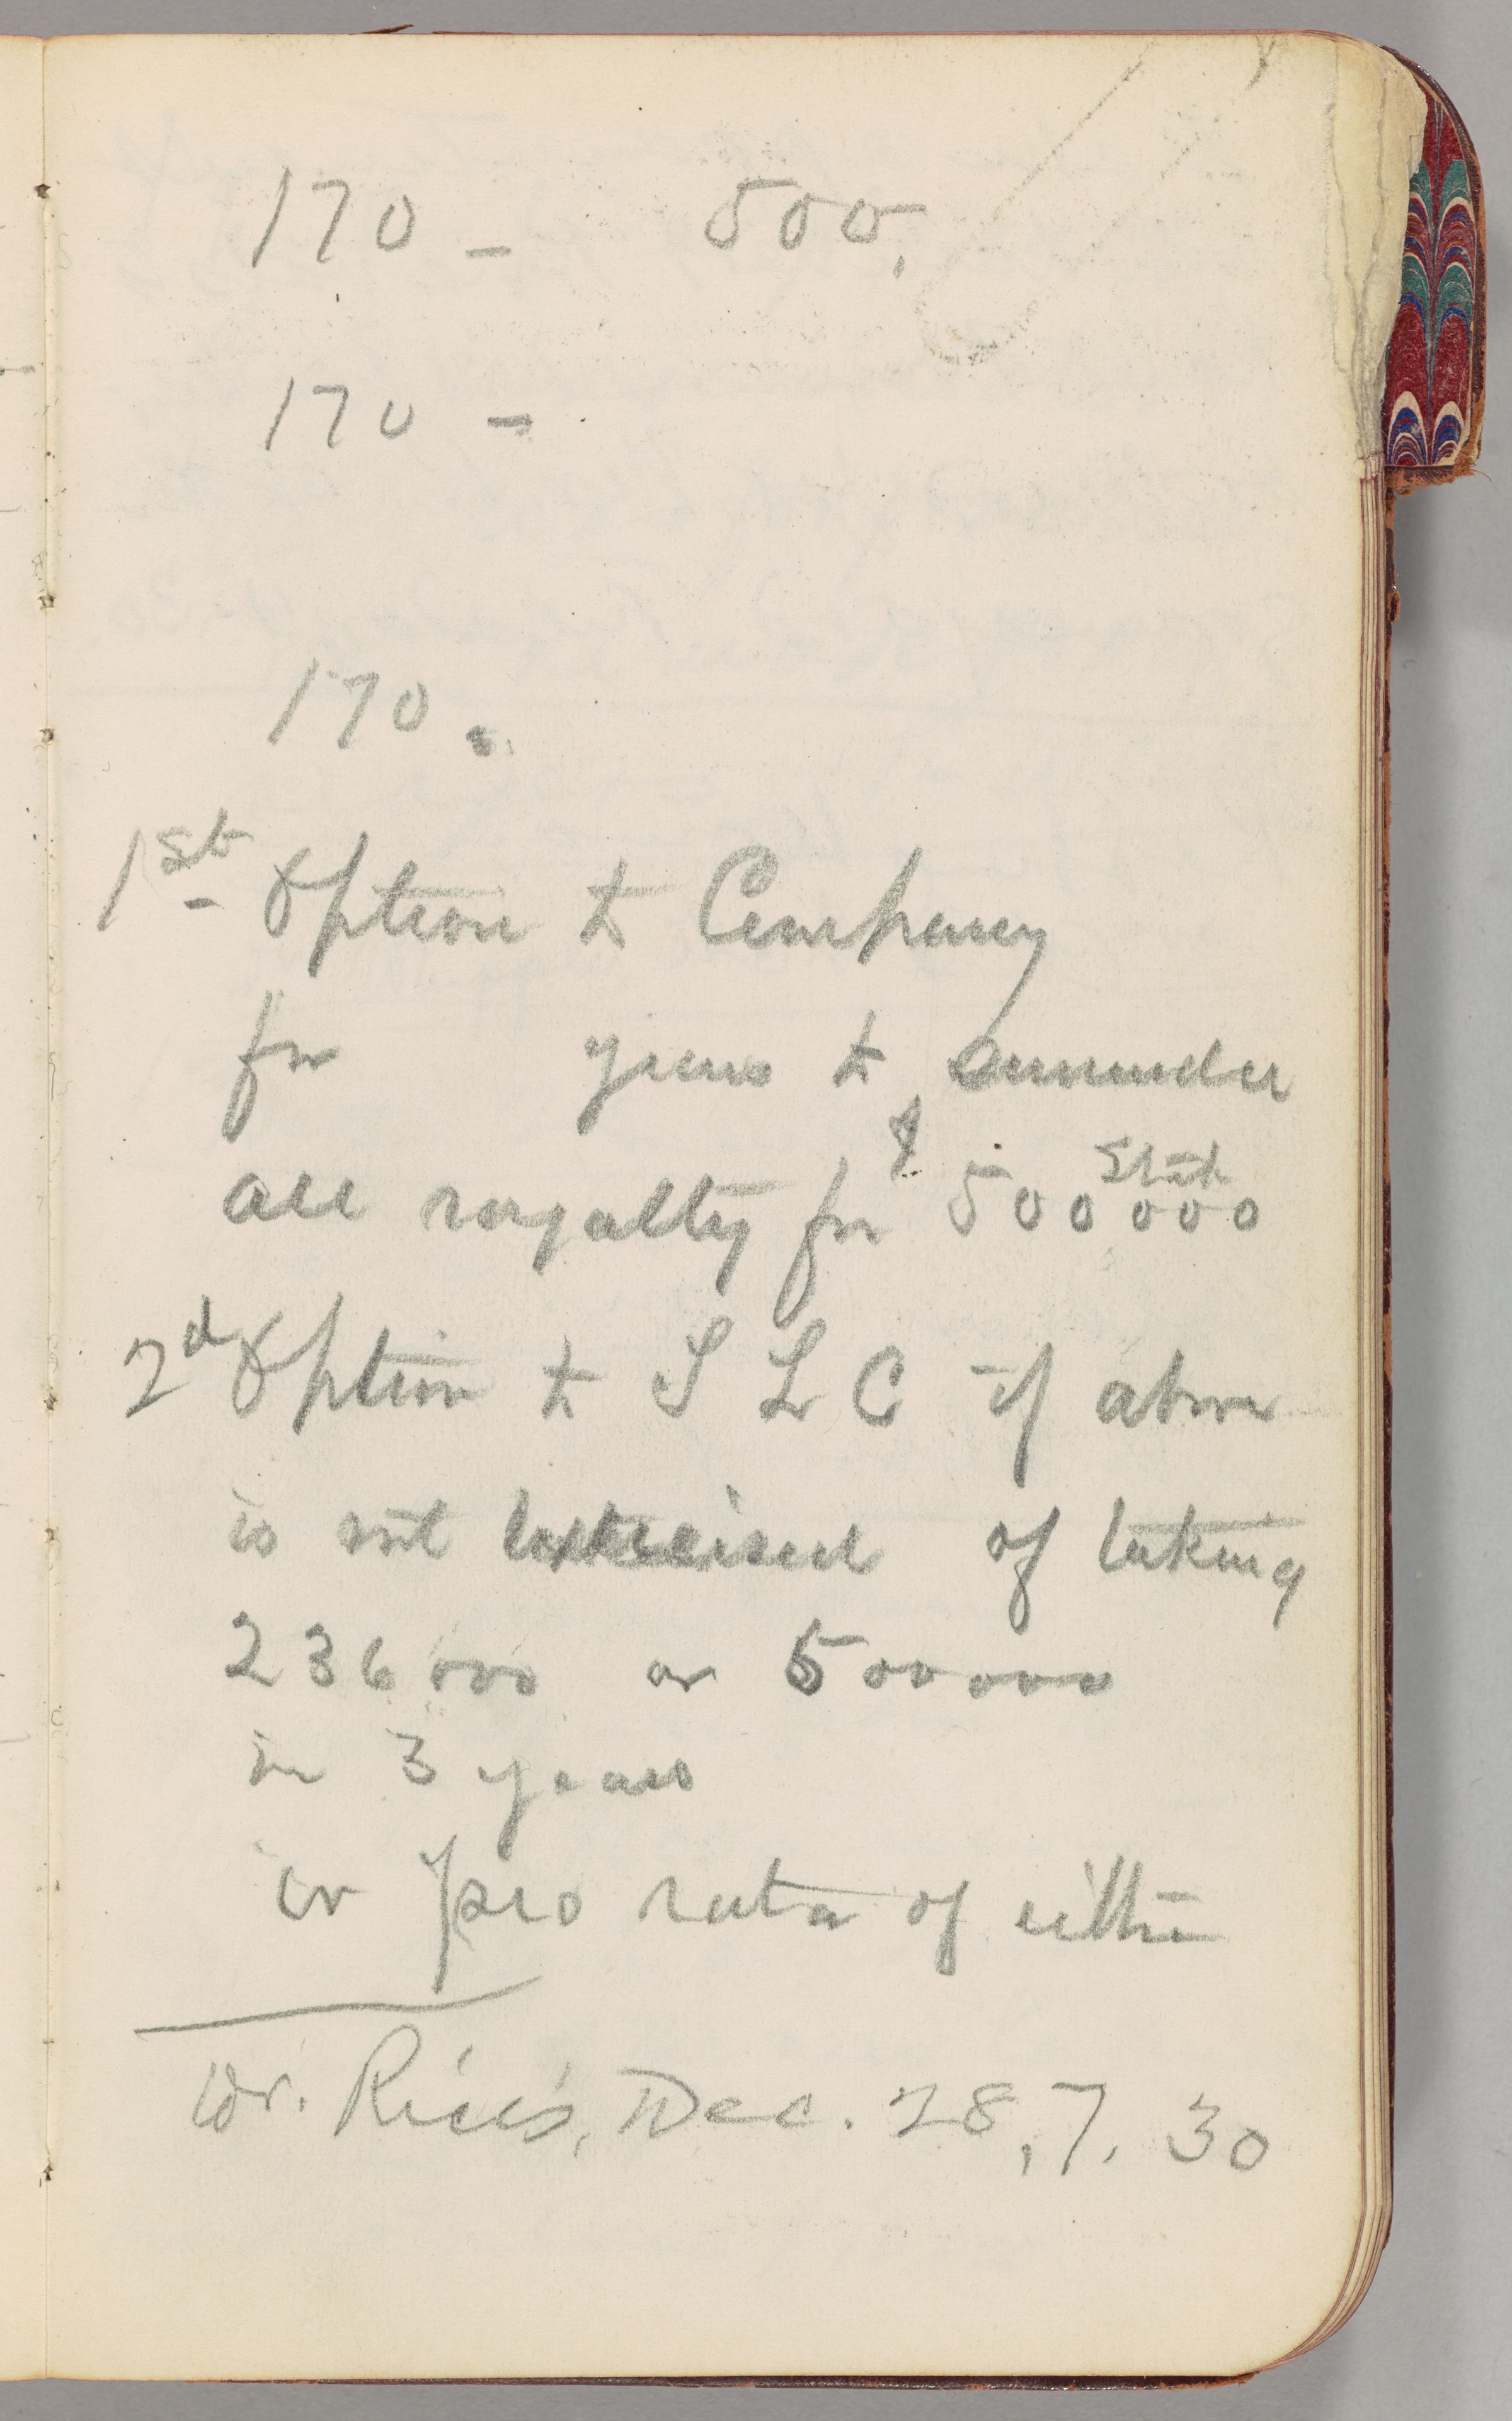 170 – 500,
170 –
170.
1st Option to Company
for years to surrender
all royalty for $ 500000 Stock
2d Option to S L C if above
is not exercised of taking
236000 or 500000
in 3 years
or pro rata of either
Dr. Rice's, Dec. 28, 7.30